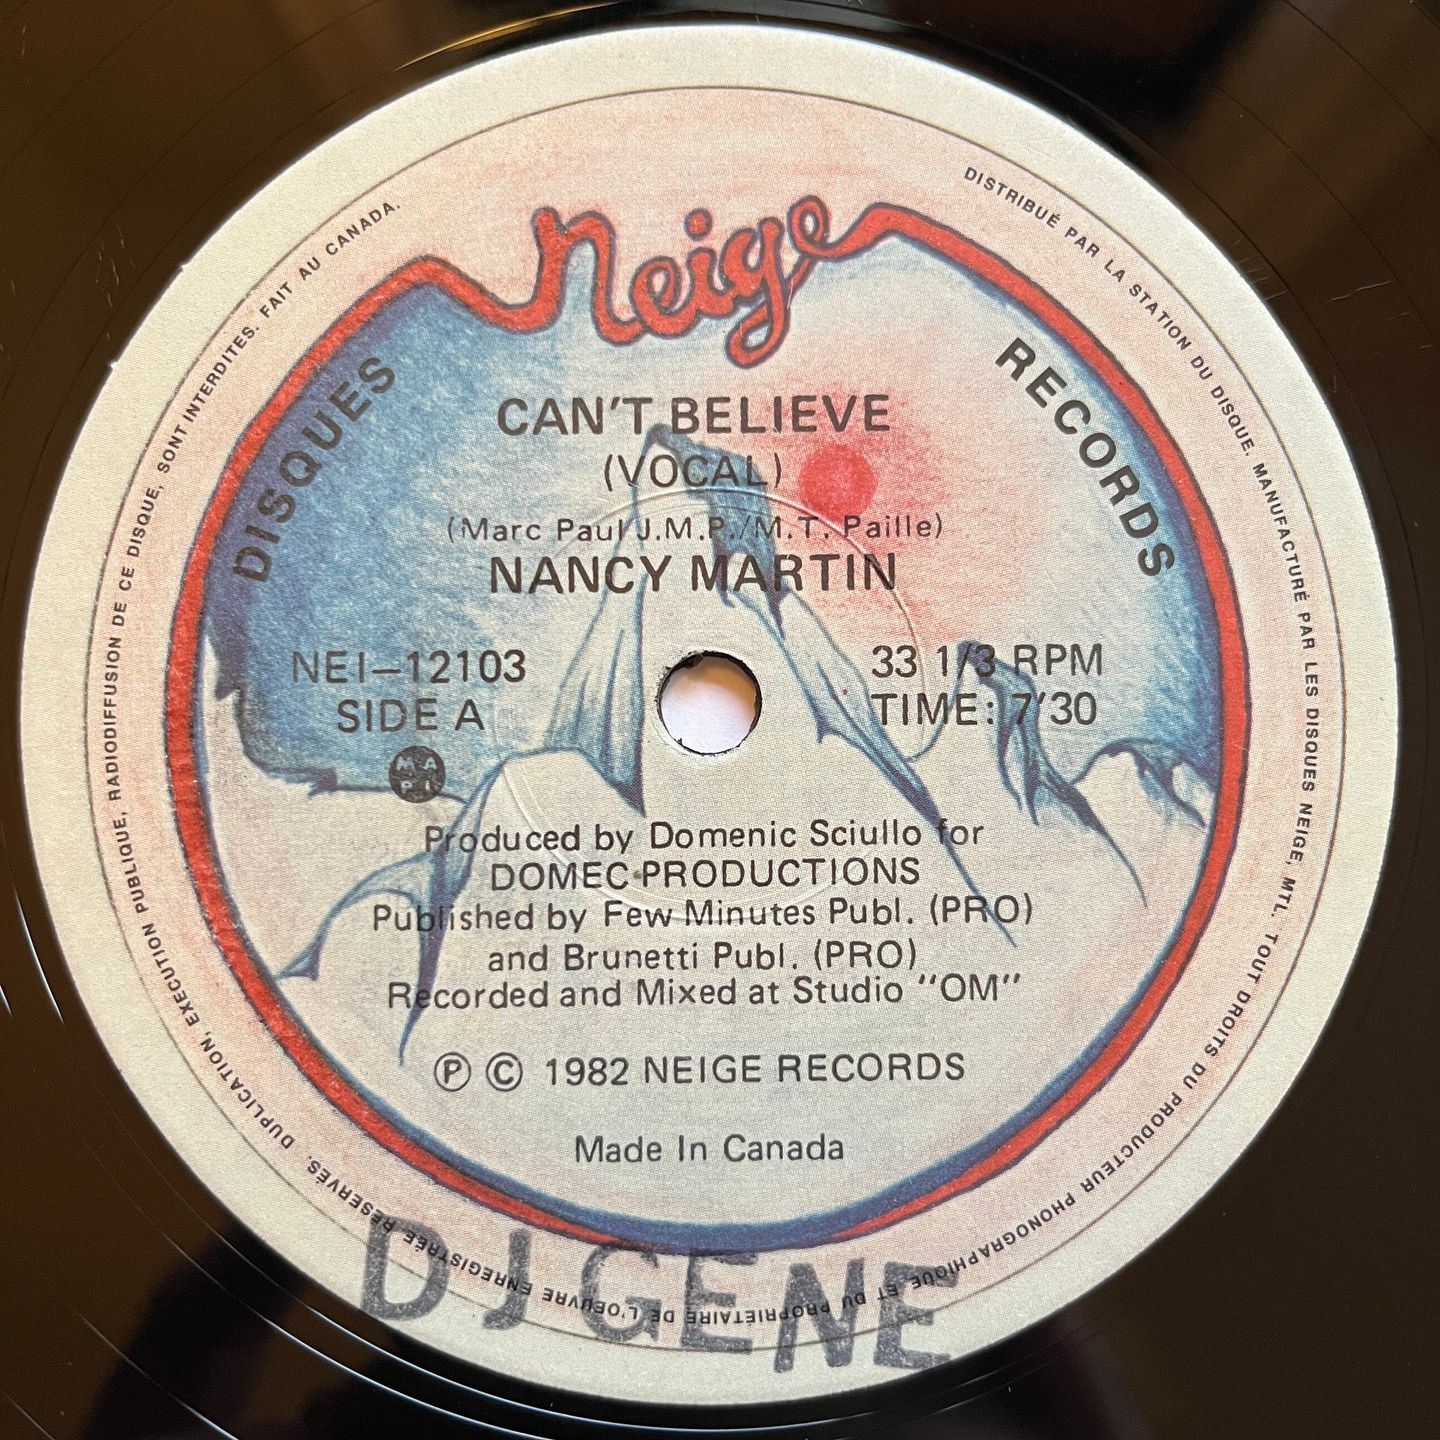 Neige
DISQUES
RECORDS
CAN'T BELIEVE
(VOCAL)
(Marc Paul J.M.P./M.T. Paille)
NANCY MARTIN
NEI–12103
SIDE A
33 1/3 RPM
TIME: 7'30
MAPL
Produced by Domenic Sciullo for
DOMEC PRODUCTIONS
Published by Few Minutes Publ. (PRO)
and Brunetti Publ. (PRO)
Recorded and Mixed at Studio "OM"
Ⓟ © 1982 NEIGE RECORDS
Made In Canada
DISTRIBUÉ PAR LA STATION DU DISQUE. MANUFACTURÉ PAR LES DISQUES NEIGE, MTL. TOUT DROITS DU PRODUCTEUR PHONOGRAPHIQUE ET DU PROPRIÉTAIRE DE L'OEUVRE ENREGISTRÉE RÉSERVÉS. DUPLICATION, EXECUTION PUBLIQUE, RADIODIFFUSION DE CE DISQUE, SONT INTERDITES. FAIT AU CANADA.
DJ GENE